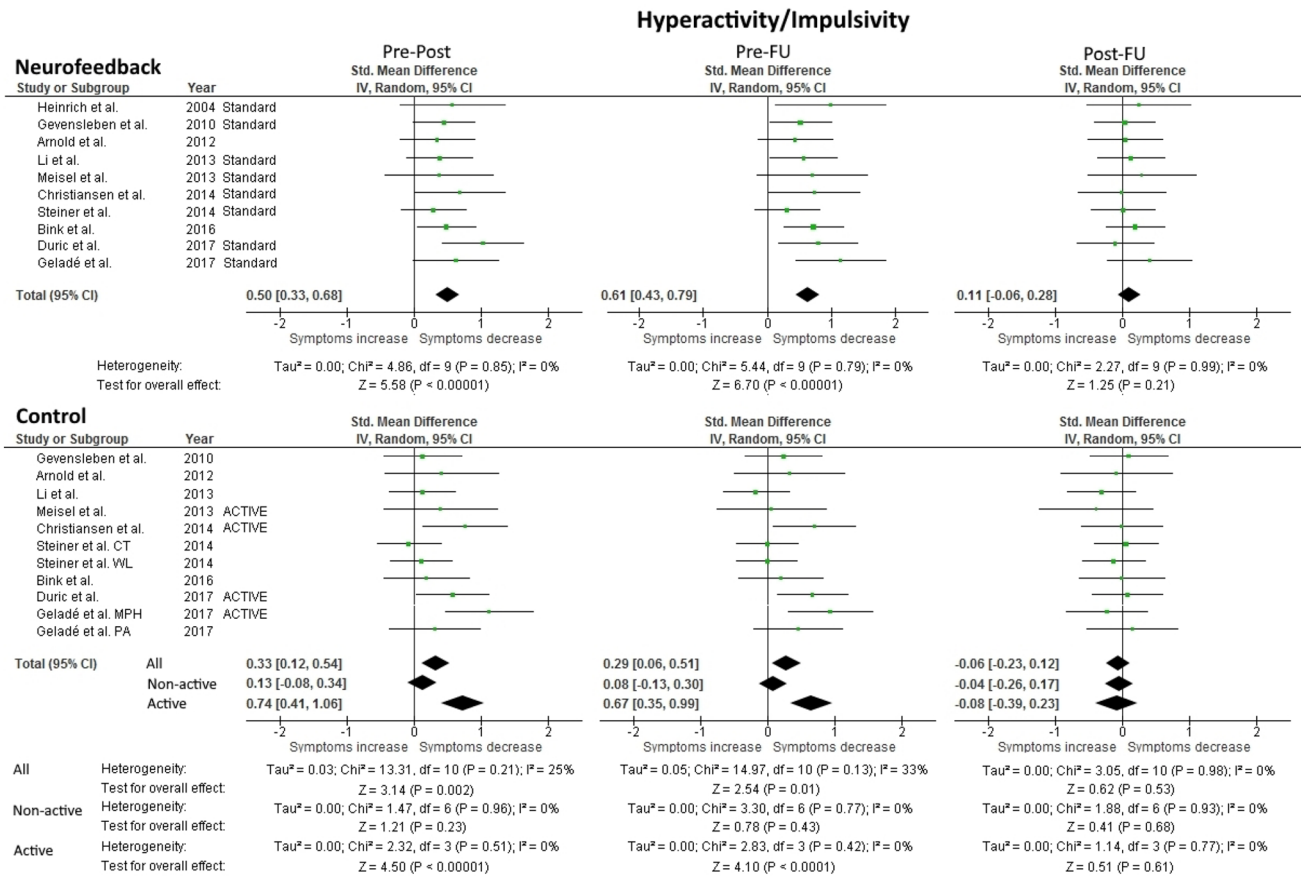 Hyperactivity/Impulsivity
Pre-Post Pre-FU Post-FU
Neurofeedback
Std. Mean Difference Std. Mean Difference Std. Mean Difference
Study or Subgroup Year IV, Random, 95% CI IV, Random, 95% CI IV, Random, 95% CI
Heinrich et al. 2004 Standard
Gevensleben et al. 2010 Standard
Arnold et al. 2012
Li et al. 2013 Standard
Meisel et al. 2013 Standard
Christiansen et al. 2014 Standard
Steiner et al. 2014 Standard
Bink et al. 2016
Duric et al. 2017 Standard
Geladé et al. 2017 Standard
Total (95% CI) 0.50 [0.33, 0.68] 0.61 [0.43, 0.79] 0.11 [-0.06, 0.28]
-2 -1 0 1 2 -2 -1 0 1 2 -2 -1 0 1 2
Symptoms increase Symptoms decrease Symptoms increase Symptoms decrease Symptoms increase Symptoms decrease
Heterogeneity: Tau² = 0.00; Chi² = 4.86, df = 9 (P = 0.85); I² = 0% Tau² = 0.00; Chi² = 5.44, df = 9 (P = 0.79); I² = 0% Tau² = 0.00; Chi² = 2.27, df = 9 (P = 0.99); I² = 0%
Test for overall effect: Z = 5.58 (P < 0.00001) Z = 6.70 (P < 0.00001) Z = 1.25 (P = 0.21)
Control
Std. Mean Difference Std. Mean Difference Std. Mean Difference
Study or Subgroup Year IV, Random, 95% CI IV, Random, 95% CI IV, Random, 95% CI
Gevensleben et al. 2010
Arnold et al. 2012
Li et al. 2013
Meisel et al. 2013 ACTIVE
Christiansen et al. 2014 ACTIVE
Steiner et al. CT 2014
Steiner et al. WL 2014
Bink et al. 2016
Duric et al. 2017 ACTIVE
Geladé et al. MPH 2017 ACTIVE
Geladé et al. PA 2017
Total (95% CI) All 0.33 [0.12, 0.54] 0.29 [0.06, 0.51] -0.06 [-0.23, 0.12]
Non-active 0.13 [-0.08, 0.34] 0.08 [-0.13, 0.30] -0.04 [-0.26, 0.17]
Active 0.74 [0.41, 1.06] 0.67 [0.35, 0.99] -0.08 [-0.39, 0.23]
-2 -1 0 1 2 -2 -1 0 1 2 -2 -1 0 1 2
Symptoms increase Symptoms decrease Symptoms increase Symptoms decrease Symptoms increase Symptoms decrease
All Heterogeneity: Tau² = 0.03; Chi² = 13.31, df = 10 (P = 0.21); I² = 25% Tau² = 0.05; Chi² = 14.97, df = 10 (P = 0.13); I² = 33% Tau² = 0.00; Chi² = 3.05, df = 10 (P = 0.98); I² = 0%
Test for overall effect: Z = 3.14 (P = 0.002) Z = 2.54 (P = 0.01) Z = 0.62 (P = 0.53)
Non-active Heterogeneity: Tau² = 0.00; Chi² = 1.47, df = 6 (P = 0.96); I² = 0% Tau² = 0.00; Chi² = 3.30, df = 6 (P = 0.77); I² = 0% Tau² = 0.00; Chi² = 1.88, df = 6 (P = 0.93); I² = 0%
Test for overall effect: Z = 1.21 (P = 0.23) Z = 0.78 (P = 0.43) Z = 0.41 (P = 0.68)
Active Heterogeneity: Tau² = 0.00; Chi² = 2.32, df = 3 (P = 0.51); I² = 0% Tau² = 0.00; Chi² = 2.83, df = 3 (P = 0.42); I² = 0% Tau² = 0.00; Chi² = 1.14, df = 3 (P = 0.77); I² = 0%
Test for overall effect: Z = 4.50 (P < 0.00001) Z = 4.10 (P < 0.0001) Z = 0.51 (P = 0.61)